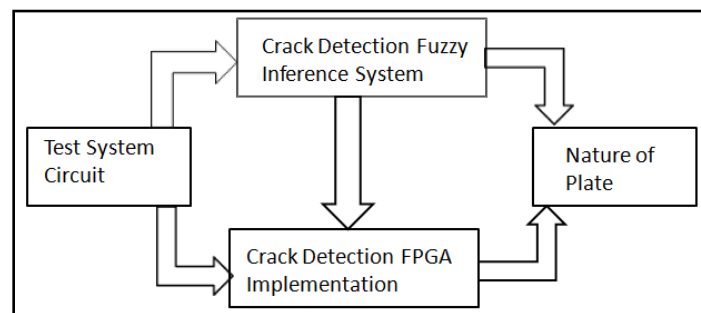 Crack Detection Fuzzy
Inference System
Test System
Circuit
Nature of
Plate
Crack Detection FPGA
Implementation